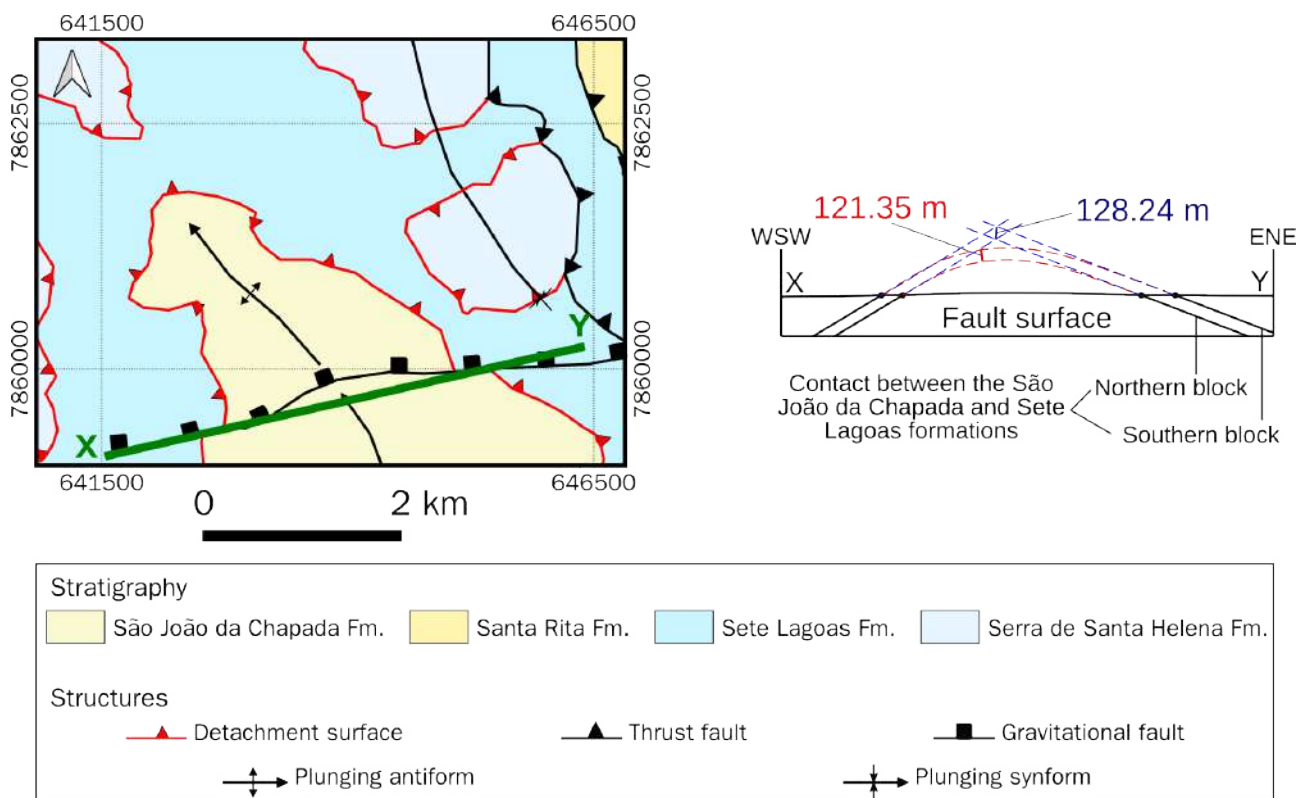 641500 646500
7862500 7862500
7860000 7860000
X Y
641500 646500
0 2 km
121.35 m 128.24 m
WSW ENE
X Y
Fault surface
Contact between the São
João da Chapada and Sete
Lagoas formations
Northern block
Southern block
Stratigraphy
São João da Chapada Fm. Santa Rita Fm. Sete Lagoas Fm. Serra de Santa Helena Fm.
Structures
Detachment surface Thrust fault Gravitational fault
Plunging antiform Plunging synform